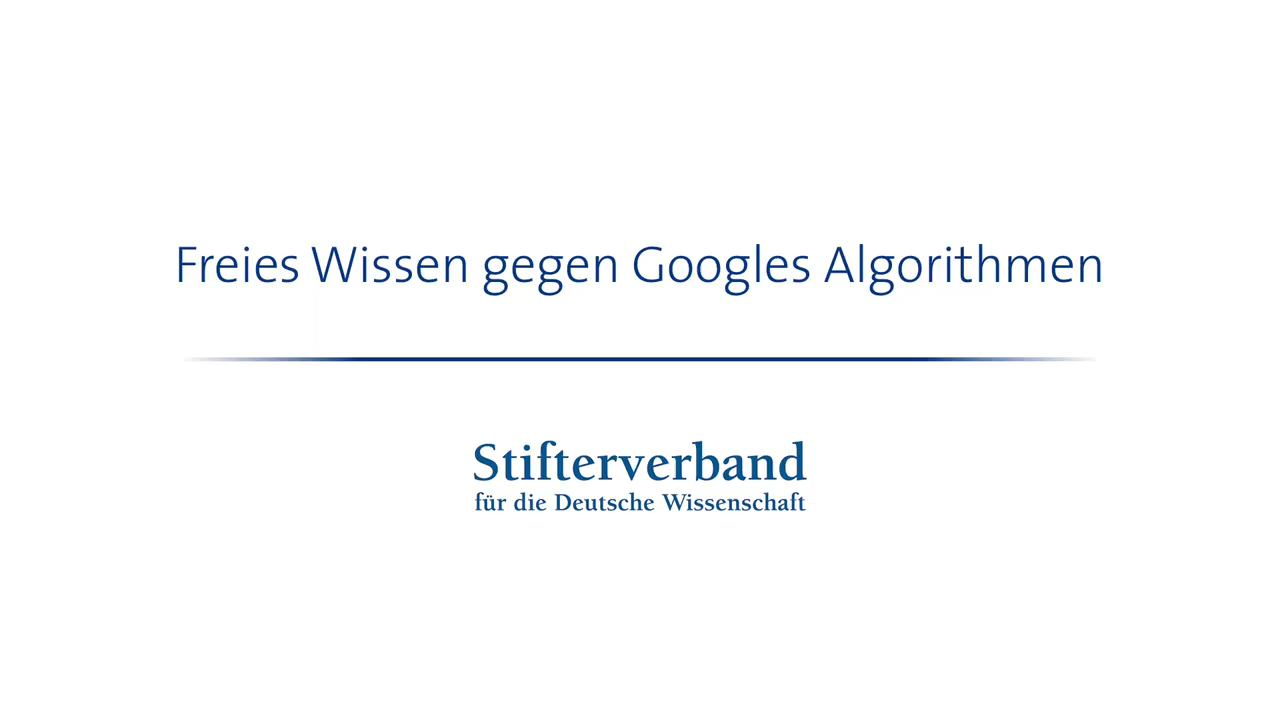 Freies Wissen gegen Googles Algorithmen
Stifterverband
für die Deutsche Wissenschaft